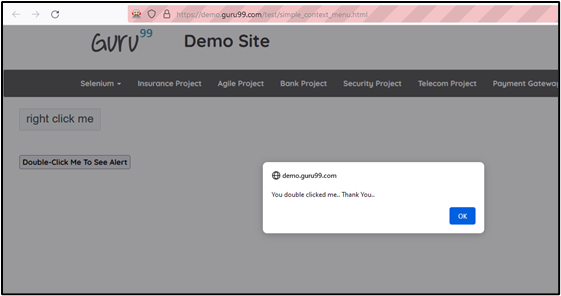 https://demo.guru99.com/test/simple_context_menu.html
Guru99 Demo Site
Selenium Insurance Project Agile Project Bank Project Security Project Telecom Project Payment Gateway
right click me
Double-Click Me To See Alert
demo.guru99.com
You double clicked me.. Thank You..
OK